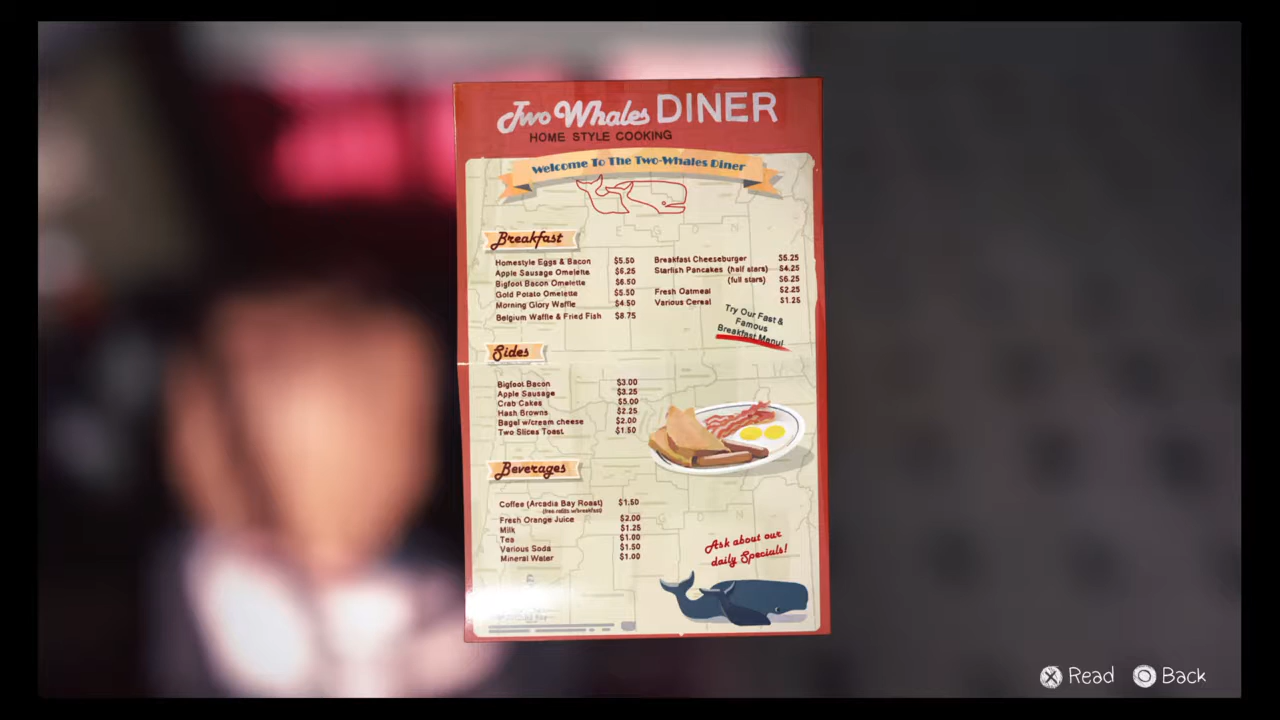 Two Whales DINER
HOME STYLE COOKING
Welcome To The Two-Whales Diner
Breakfast
Homestyle Eggs & Bacon $5.50
Apple Sausage Omelette $6.25
Bigfoot Bacon Omelette $6.50
Gold Potato Omelette $5.50
Morning Glory Waffle $4.50
Belgium Waffle & Fried Fish $8.75
Breakfast Cheeseburger $5.25
Starfish Pancakes (half stars) $4.25
(full stars) $6.25
Fresh Oatmeal $2.25
Various Cereal $1.25
Try Our Fast &
Famous
Breakfast Menu!
Sides
Bigfoot Bacon $3.00
Apple Sausage $3.25
Crab Cakes $5.00
Hash Browns $2.25
Bagel w/cream cheese $2.00
Two Slices Toast $1.50
Beverages
Coffee (Arcadia Bay Roast) $1.50
(free refills w/breakfast)
Fresh Orange Juice $2.00
Milk $1.25
Tea $1.00
Various Soda $1.50
Mineral Water $1.00
Ask about our
daily Specials!
Read Back